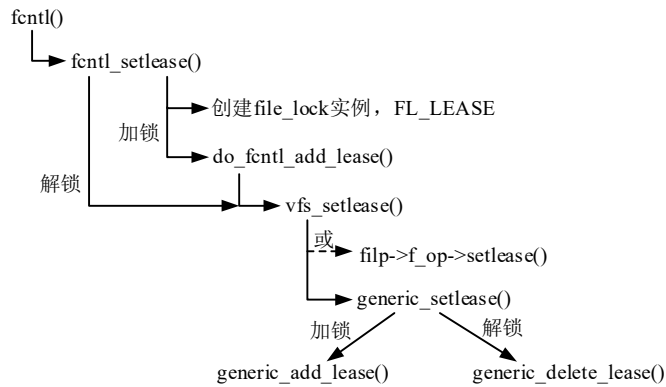 fcntl()
fcntl_setlease()
创建file_lock实例，FL_LEASE
加锁
do_fcntl_add_lease()
解锁
vfs_setlease()
或
filp->f_op->setlease()
generic_setlease()
加锁
解锁
generic_add_lease()
generic_delete_lease()